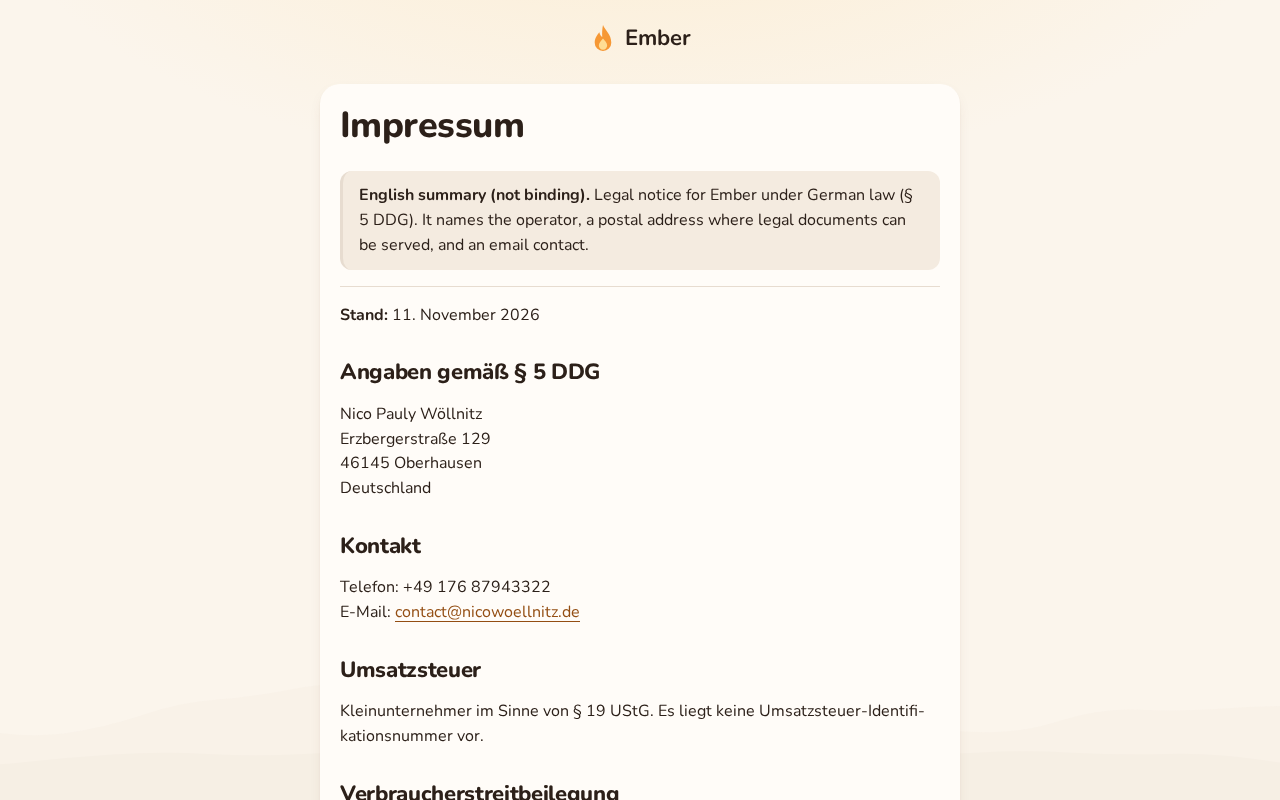 Ember
Impressum
English summary (not binding). Legal notice for Ember under German law (§
5 DDG). It names the operator, a postal address where legal documents can
be served, and an email contact.
Stand: 11. November 2026
Angaben gemäß § 5 DDG
Nico Pauly Wöllnitz
Erzbergerstraße 129
46145 Oberhausen
Deutschland
Kontakt
Telefon: +49 176 87943322
E-Mail: contact@nicowoellnitz.de
Umsatzsteuer
Kleinunternehmer im Sinne von § 19 UStG. Es liegt keine Umsatzsteuer-Identifi-
kationsnummer vor.
Verbraucherstreitbeilegung